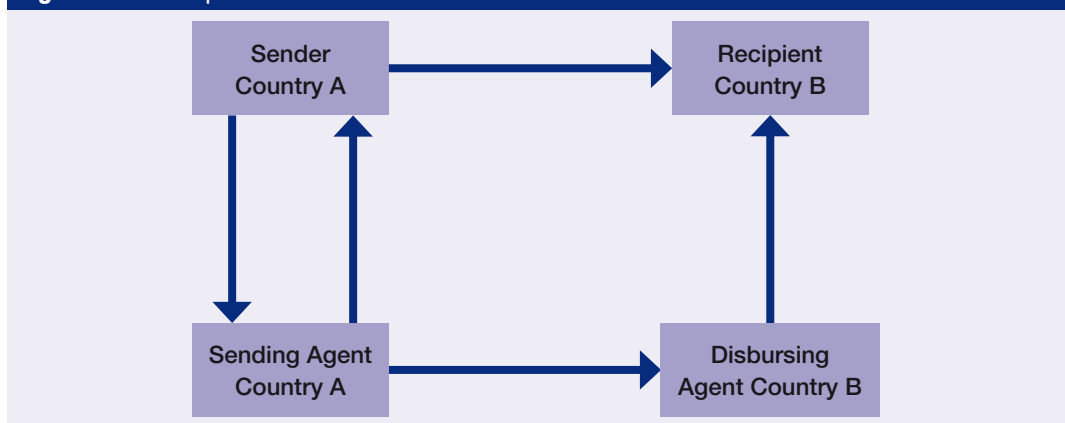 Sender
Country A
Recipient
Country B
Sending Agent
Country A
Disbursing
Agent Country B